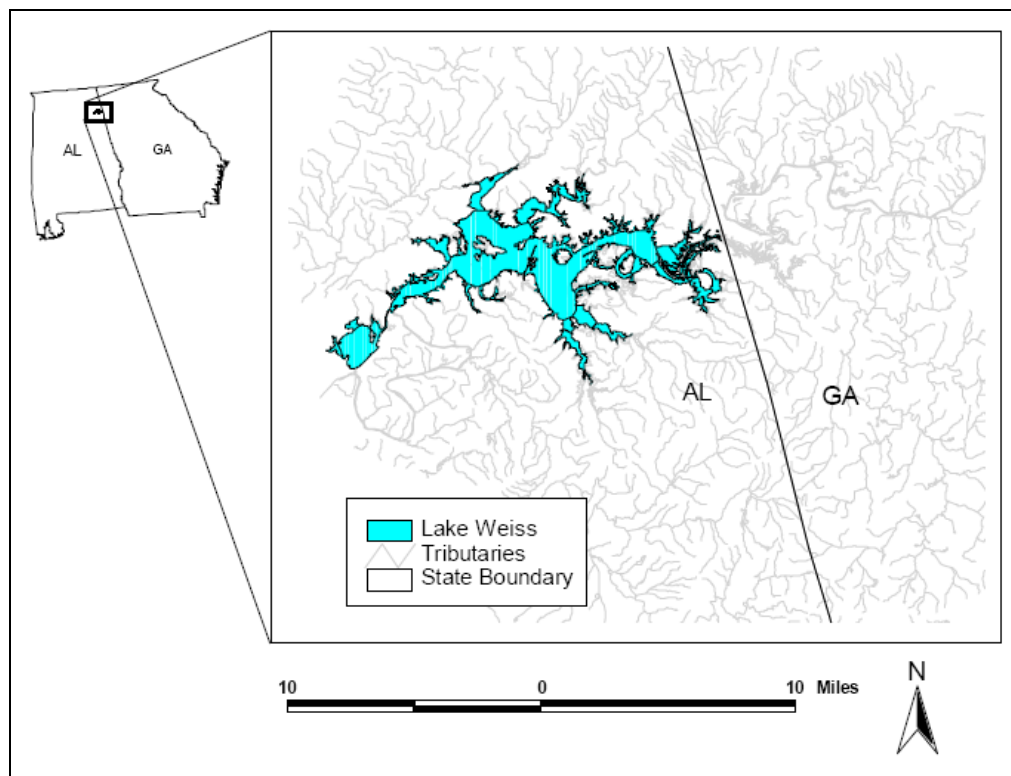 AL
GA
AL
GA
Lake Weiss
Tributaries
State Boundary
10 0 10 Miles
N